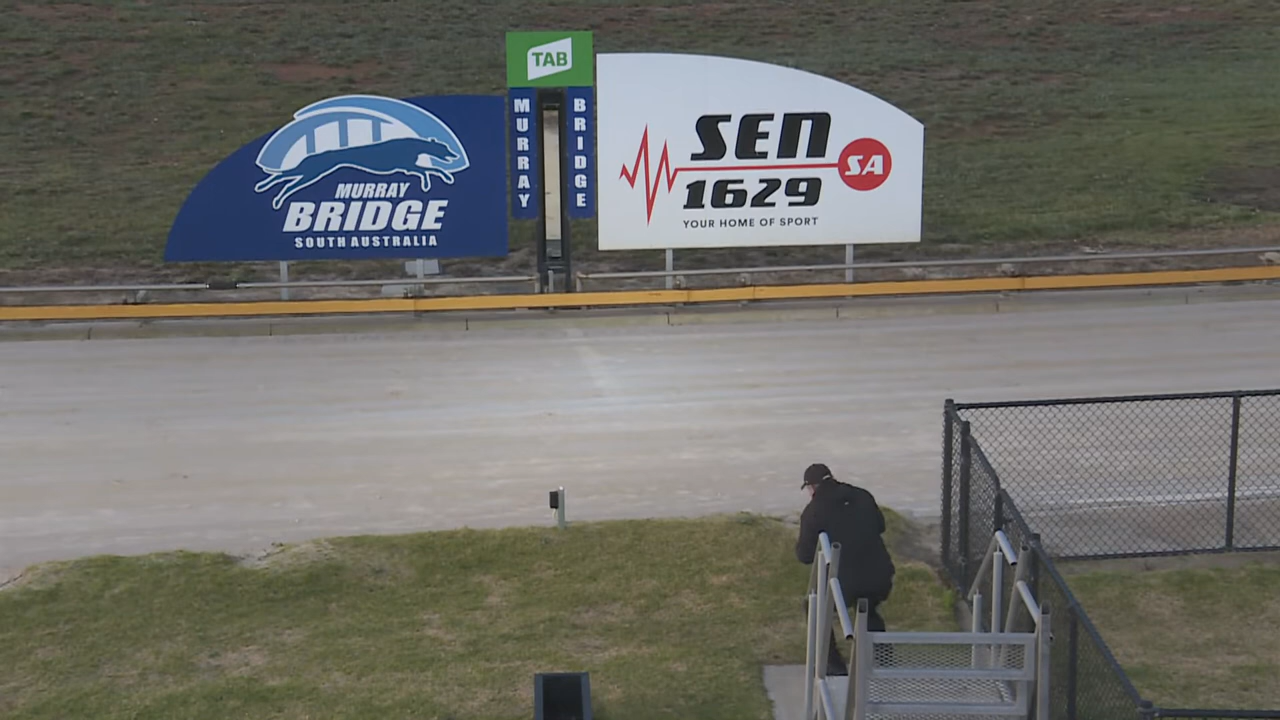 TAB
MURRAY
BRIDGE
MURRAY
BRIDGE
SOUTH AUSTRALIA
SEN
SA
1629
YOUR HOME OF SPORT